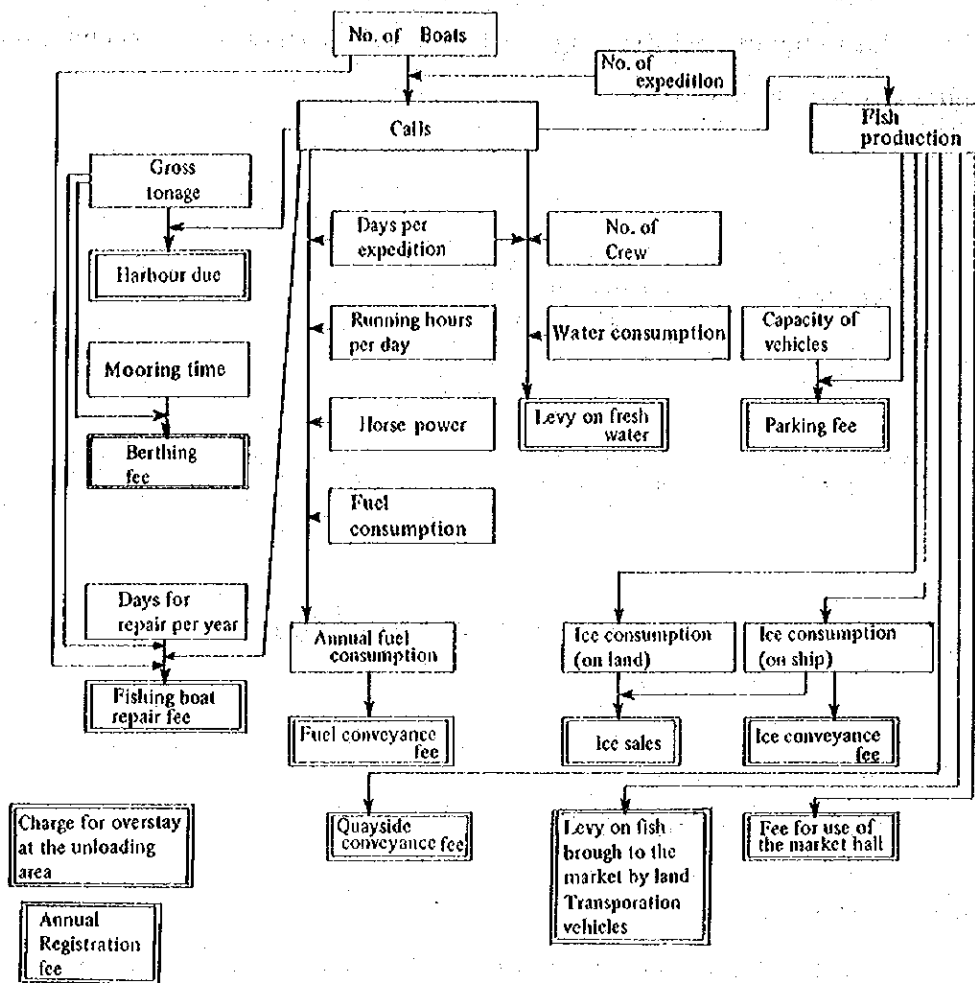 No. of Boats
No. of
expedition
Calls
Fish
production
Gross
tonage
Days per
expedition
No. of
Crew
Harbour due
Running hours
per day
Water consumption
Capacity of
vehicles
Mooring time
Horse power
Levy on fresh
water
Parking fee
Berthing
fee
Fuel
consumption
Days for
repair per year
Annual fuel
consumption
Ice consumption
(on land)
Ice consumption
(on ship)
Fishing boat
repair fee
Fuel conveyance
fee
Ice sales
Ice conveyance
fee
Charge for overstay
at the unloading
area
Quayside
conveyance fee
Levy on fish
brough to the
market by land
Transporation
vehicles
Fee for use of
the market hall
Annual
Registration
fee